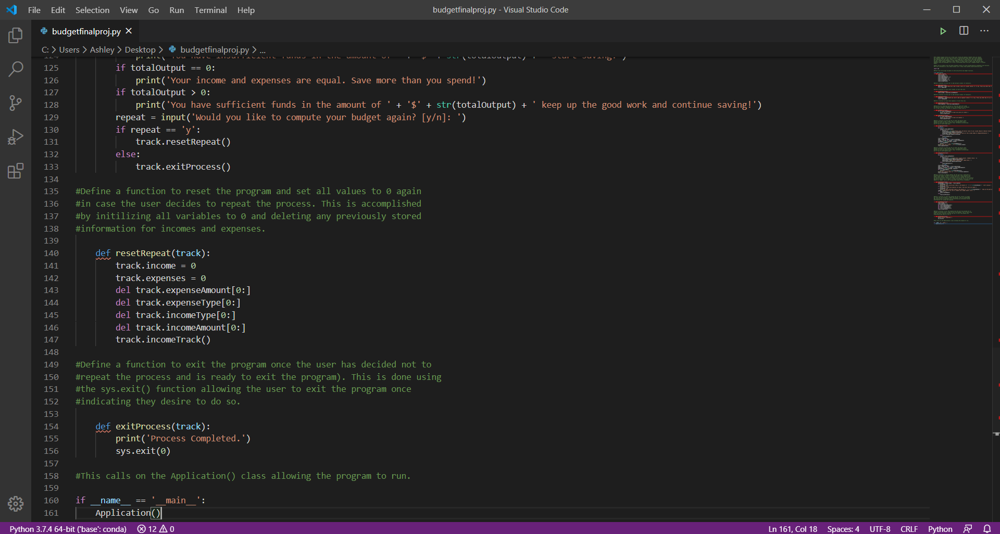 File Edit Selection View Go Run Terminal Help budgetfinalproj.py - Visual Studio Code
budgetfinalproj.py
C: > Users > Ashley > Desktop > budgetfinalproj.py > ...
125 if totalOutput == 0:
126 print('Your income and expenses are equal. Save more than you spend!')
127 if totalOutput > 0:
128 print('You have sufficient funds in the amount of ' + '$' + str(totalOutput) + ' keep up the good work and continue saving!')
129 repeat = input('Would you like to compute your budget again? [y/n]: ')
130 if repeat == 'y':
131 track.resetRepeat()
132 else:
133 track.exitProcess()
134
135 #Define a function to reset the program and set all values to 0 again
136 #in case the user decides to repeat the process. This is accomplished
137 #by initilizing all variables to 0 and deleting any previously stored
138 #information for incomes and expenses.
139
140 def resetRepeat(track):
141 track.income = 0
142 track.expenses = 0
143 del track.expenseAmount[0:]
144 del track.expenseType[0:]
145 del track.incomeType[0:]
146 del track.incomeAmount[0:]
147 track.incomeTrack()
148
149 #Define a function to exit the program once the user has decided not to
150 #repeat the process and is ready to exit the program). This is done using
151 #the sys.exit() function allowing the user to exit the program once
152 #indicating they desire to do so.
153
154 def exitProcess(track):
155 print('Process Completed.')
156 sys.exit(0)
157
158 #This calls on the Application() class allowing the program to run.
159
160 if __name__ == '__main__':
161 Application()
Python 3.7.4 64-bit ('base': conda) 12 0 Ln 161, Col 18 Spaces: 4 UTF-8 CRLF Python